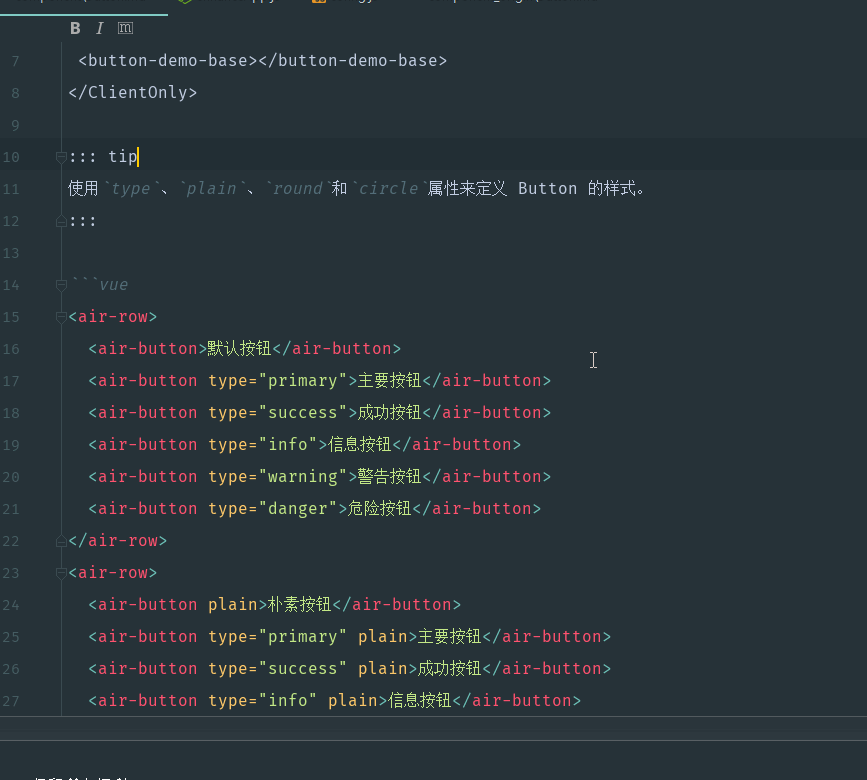 B I m
7 <button-demo-base></button-demo-base>
8 </ClientOnly>
9
10 ::: tip
11 使用`type`、`plain`、`round`和`circle`属性来定义 Button 的样式。
12 :::
13
14 ```vue
15 <air-row>
16 <air-button>默认按钮</air-button>
17 <air-button type="primary">主要按钮</air-button>
18 <air-button type="success">成功按钮</air-button>
19 <air-button type="info">信息按钮</air-button>
20 <air-button type="warning">警告按钮</air-button>
21 <air-button type="danger">危险按钮</air-button>
22 </air-row>
23 <air-row>
24 <air-button plain>朴素按钮</air-button>
25 <air-button type="primary" plain>主要按钮</air-button>
26 <air-button type="success" plain>成功按钮</air-button>
27 <air-button type="info" plain>信息按钮</air-button>